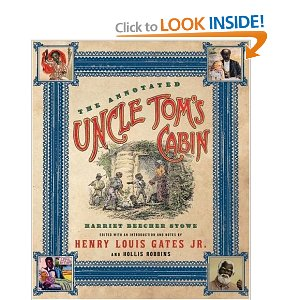 Click to LOOK INSIDE!
THE ANNOTATED
UNCLE TOM'S
CABIN
HARRIET BEECHER STOWE
EDITED WITH AN INTRODUCTION AND NOTES BY
HENRY LOUIS GATES JR.
AND HOLLIS ROBBINS